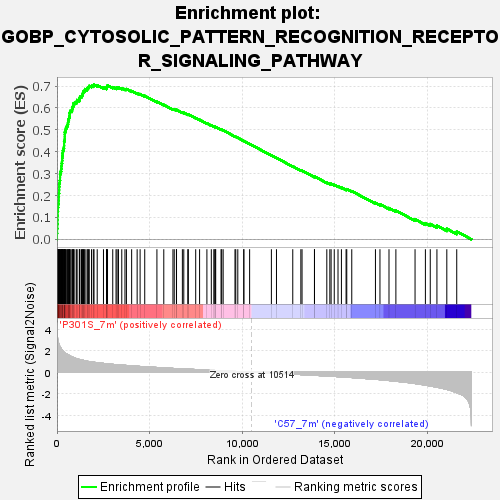 Enrichment plot:
GOBP_CYTOSOLIC_PATTERN_RECOGNITION_RECEPTO
R_SIGNALING_PATHWAY
Enrichment score (ES)
0.7
0.6
0.5
0.4
0.3
0.2
0.1
0.0
'P301S_7m' (positively correlated)
Ranked list metric (Signal2Noise)
4
2
0
-2
-4
Zero cross at 10514
'C57_7m' (negatively correlated)
0
5,000
10,000
15,000
20,000
Rank in Ordered Dataset
Enrichment profile
Hits
Ranking metric scores